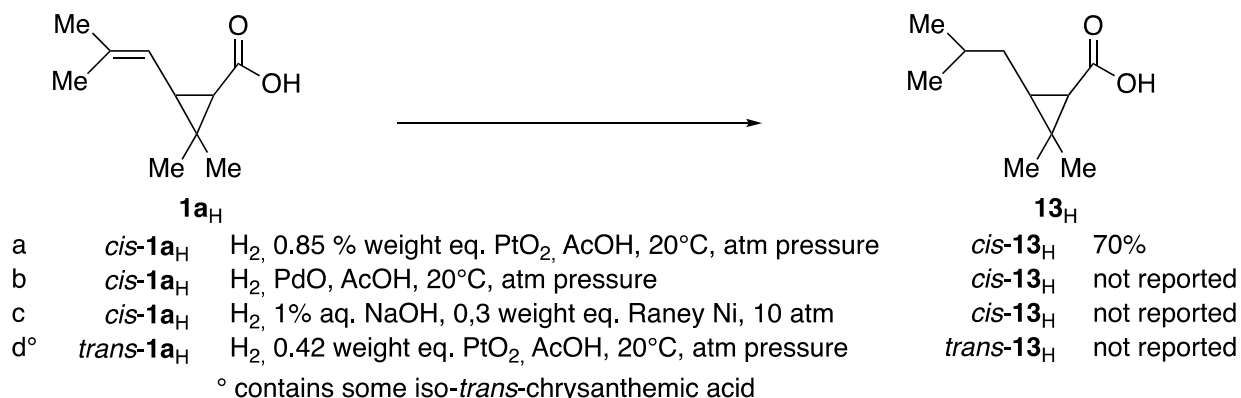 Me
Me
O
OH
Me Me
1aH
Me
Me
O
OH
Me Me
13H
a cis-1aH H2, 0.85 % weight eq. PtO2, AcOH, 20°C, atm pressure cis-13H 70%
b cis-1aH H2, PdO, AcOH, 20°C, atm pressure cis-13H not reported
c cis-1aH H2, 1% aq. NaOH, 0,3 weight eq. Raney Ni, 10 atm cis-13H not reported
d° trans-1aH H2, 0.42 weight eq. PtO2, AcOH, 20°C, atm pressure trans-13H not reported
° contains some iso-trans-chrysanthemic acid